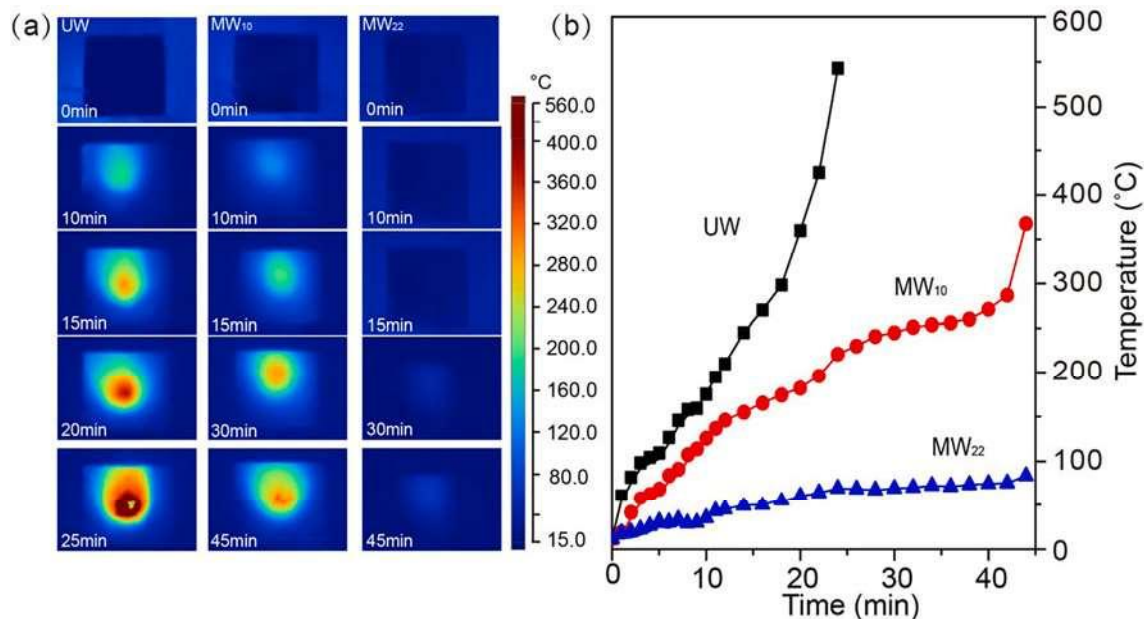 (a)
UW
MW₁₀
MW₂₂
0min
0min
0min
10min
10min
10min
15min
15min
15min
20min
30min
30min
25min
45min
45min
°C
560.0
400.0
360.0
320.0
280.0
240.0
200.0
160.0
120.0
80.0
15.0
(b)
UW
MW₁₀
MW₂₂
600
500
400
300
200
100
0
Temperature (°C)
0
10
20
30
40
Time (min)